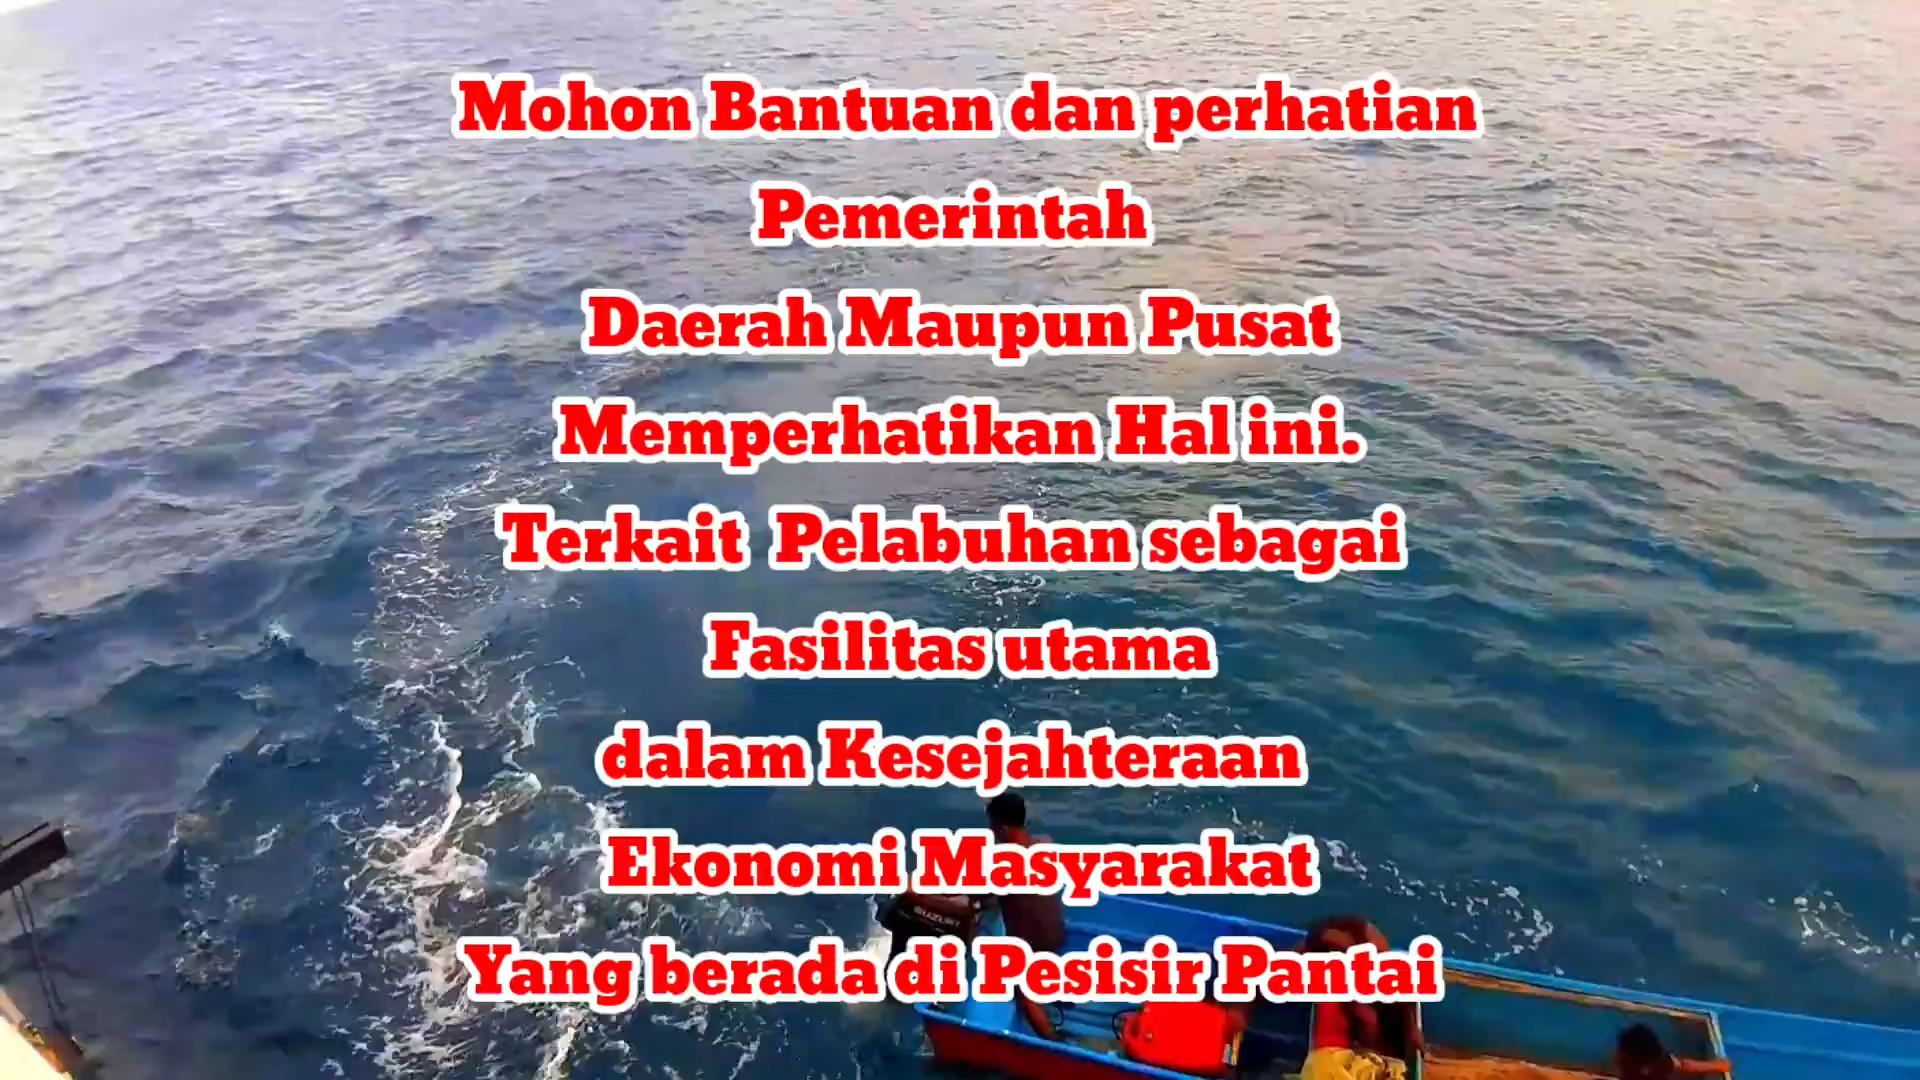 Mohon Bantuan dan perhatian
Pemerintah
Daerah Maupun Pusat
Memperhatikan Hal ini.
Terkait Pelabuhan sebagai
Fasilitas utama
dalam Kesejahteraan
Ekonomi Masyarakat
SUZUKI
Yang berada di Pesisir Pantai